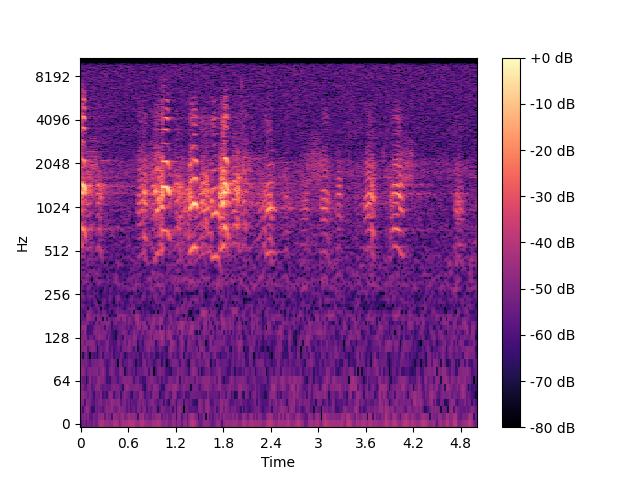 8192
4096
2048
1024
512
256
128
64
0
Hz
0 0.6 1.2 1.8 2.4 3 3.6 4.2 4.8
Time
+0 dB
-10 dB
-20 dB
-30 dB
-40 dB
-50 dB
-60 dB
-70 dB
-80 dB